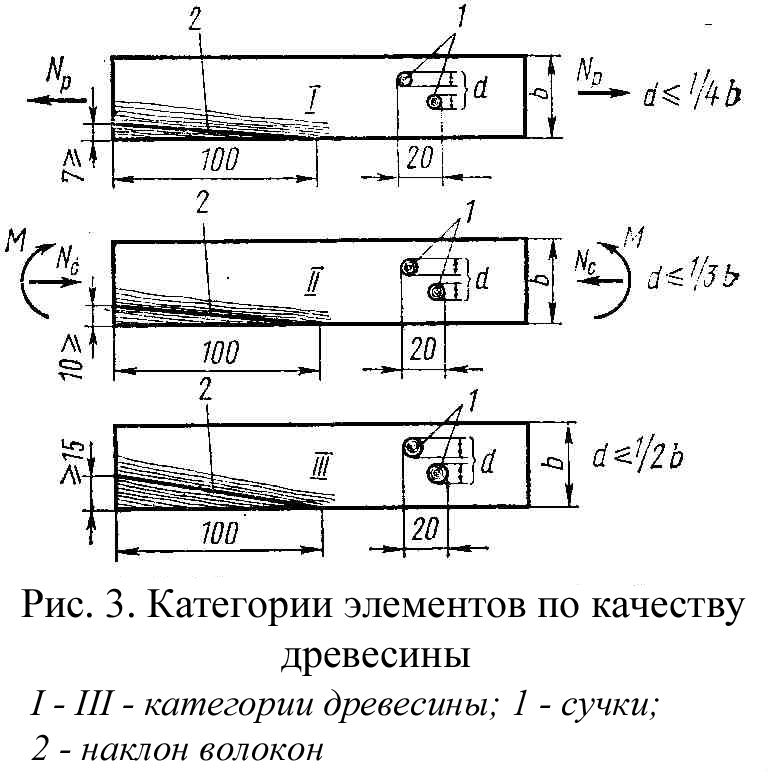 2 1
Nр I d b Nр d ≤ 1/4 b
7≥ 100 20
2 1
M Nс II d b Nс M d ≤ 1/3 b
10≥ 100 20
2 1
≥15 III d b d ≤ 1/2 b
100 20
Рис. 3. Категории элементов по качеству
древесины
I - III - категории древесины; 1 - сучки;
2 - наклон волокон